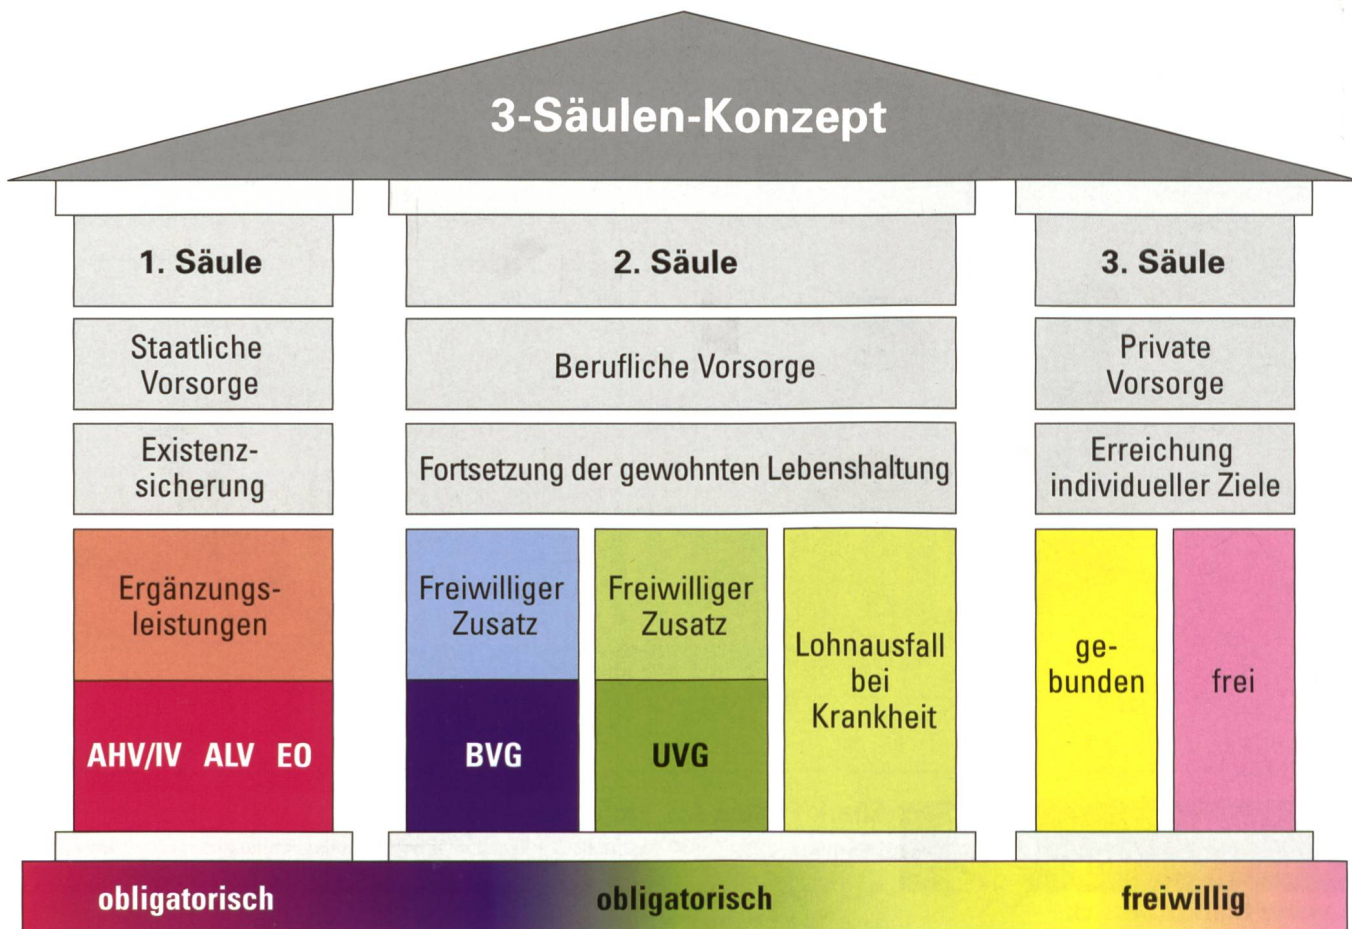 3-Säulen-Konzept
1. Säule
2. Säule
3. Säule
Staatliche
Vorsorge
Berufliche Vorsorge
Private
Vorsorge
Existenz-
sicherung
Fortsetzung der gewohnten Lebenshaltung
Erreichung
individueller Ziele
Ergänzungs-
leistungen
Freiwilliger
Zusatz
Freiwilliger
Zusatz
Lohnausfall
bei
Krankheit
ge-
bunden
frei
AHV/IV ALV EO
BVG
UVG
obligatorisch
obligatorisch
freiwillig